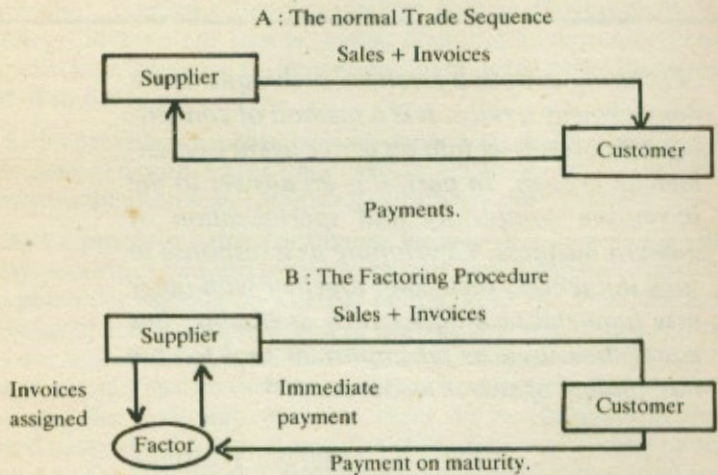 A : The normal Trade Sequence
Sales + Invoices
Supplier
Customer
Payments.
B : The Factoring Procedure
Sales + Invoices
Supplier
Invoices
assigned
Immediate
payment
Customer
Factor
Payment on maturity.